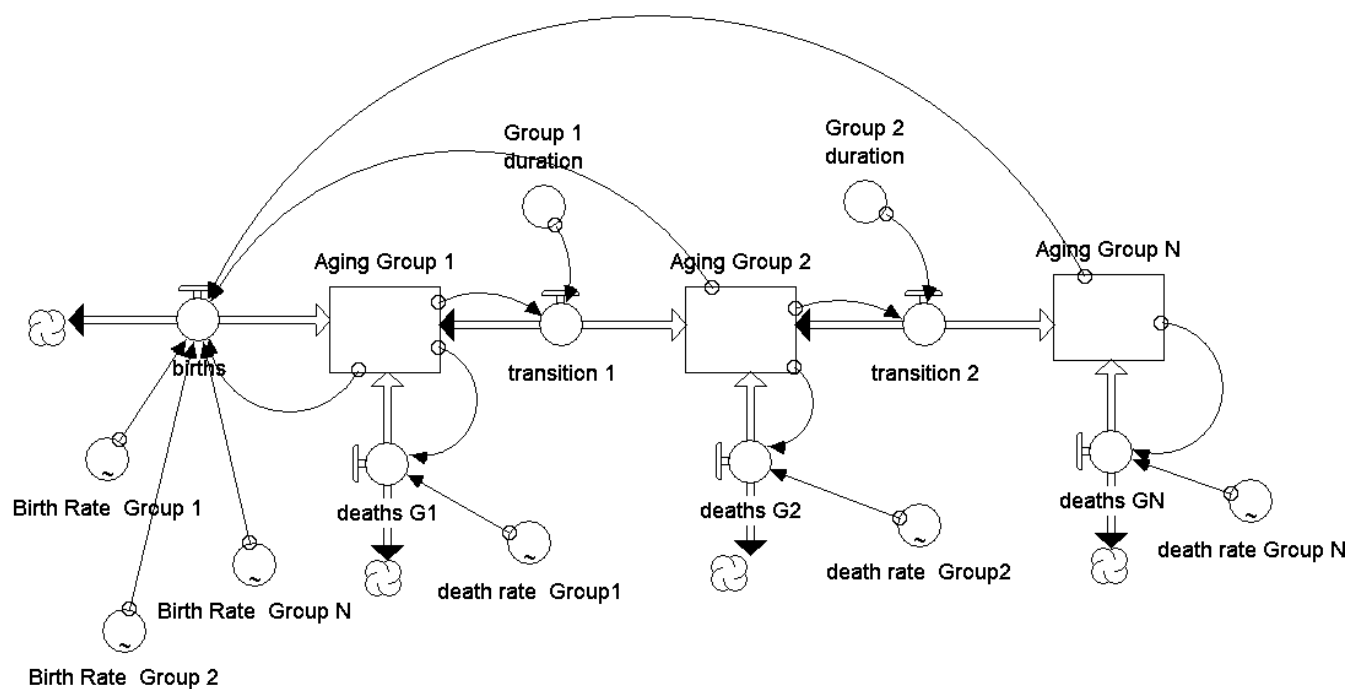 Group 1
duration
Group 2
duration
Aging Group 1
Aging Group 2
Aging Group N
births
transition 1
transition 2
Birth Rate  Group 1
deaths G1
deaths G2
deaths GN
~
~
~
~
~
~
death rate  Group1
death rate  Group2
death rate Group N
Birth Rate  Group N
Birth Rate  Group 2